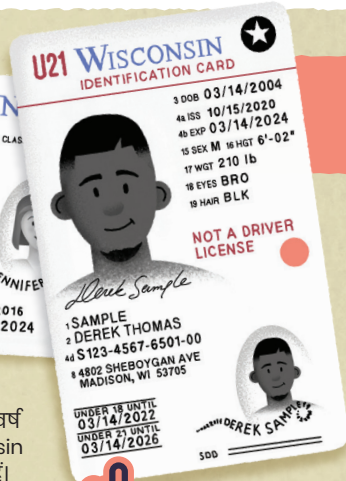 U21 WISCONSIN
IDENTIFICATION CARD
3 DOB 03/14/2004
4a ISS 10/15/2020
4b EXP 03/14/2024
15 SEX M 16 HGT 6'-02"
17 WGT 210 lb
18 EYES BRO
19 HAIR BLK
NOT A DRIVER
LICENSE
Derek Sample
1 SAMPLE
2 DEREK THOMAS
4d S123-4567-6501-00
8 4802 SHEBOYGAN AVE
MADISON, WI 53705
UNDER 18 UNTIL
03/14/2022
UNDER 21 UNTIL
03/14/2026
DEREK SAMPLE
5DD
N
CLAS
ENNIFE
016
2024
वर्ष
sin